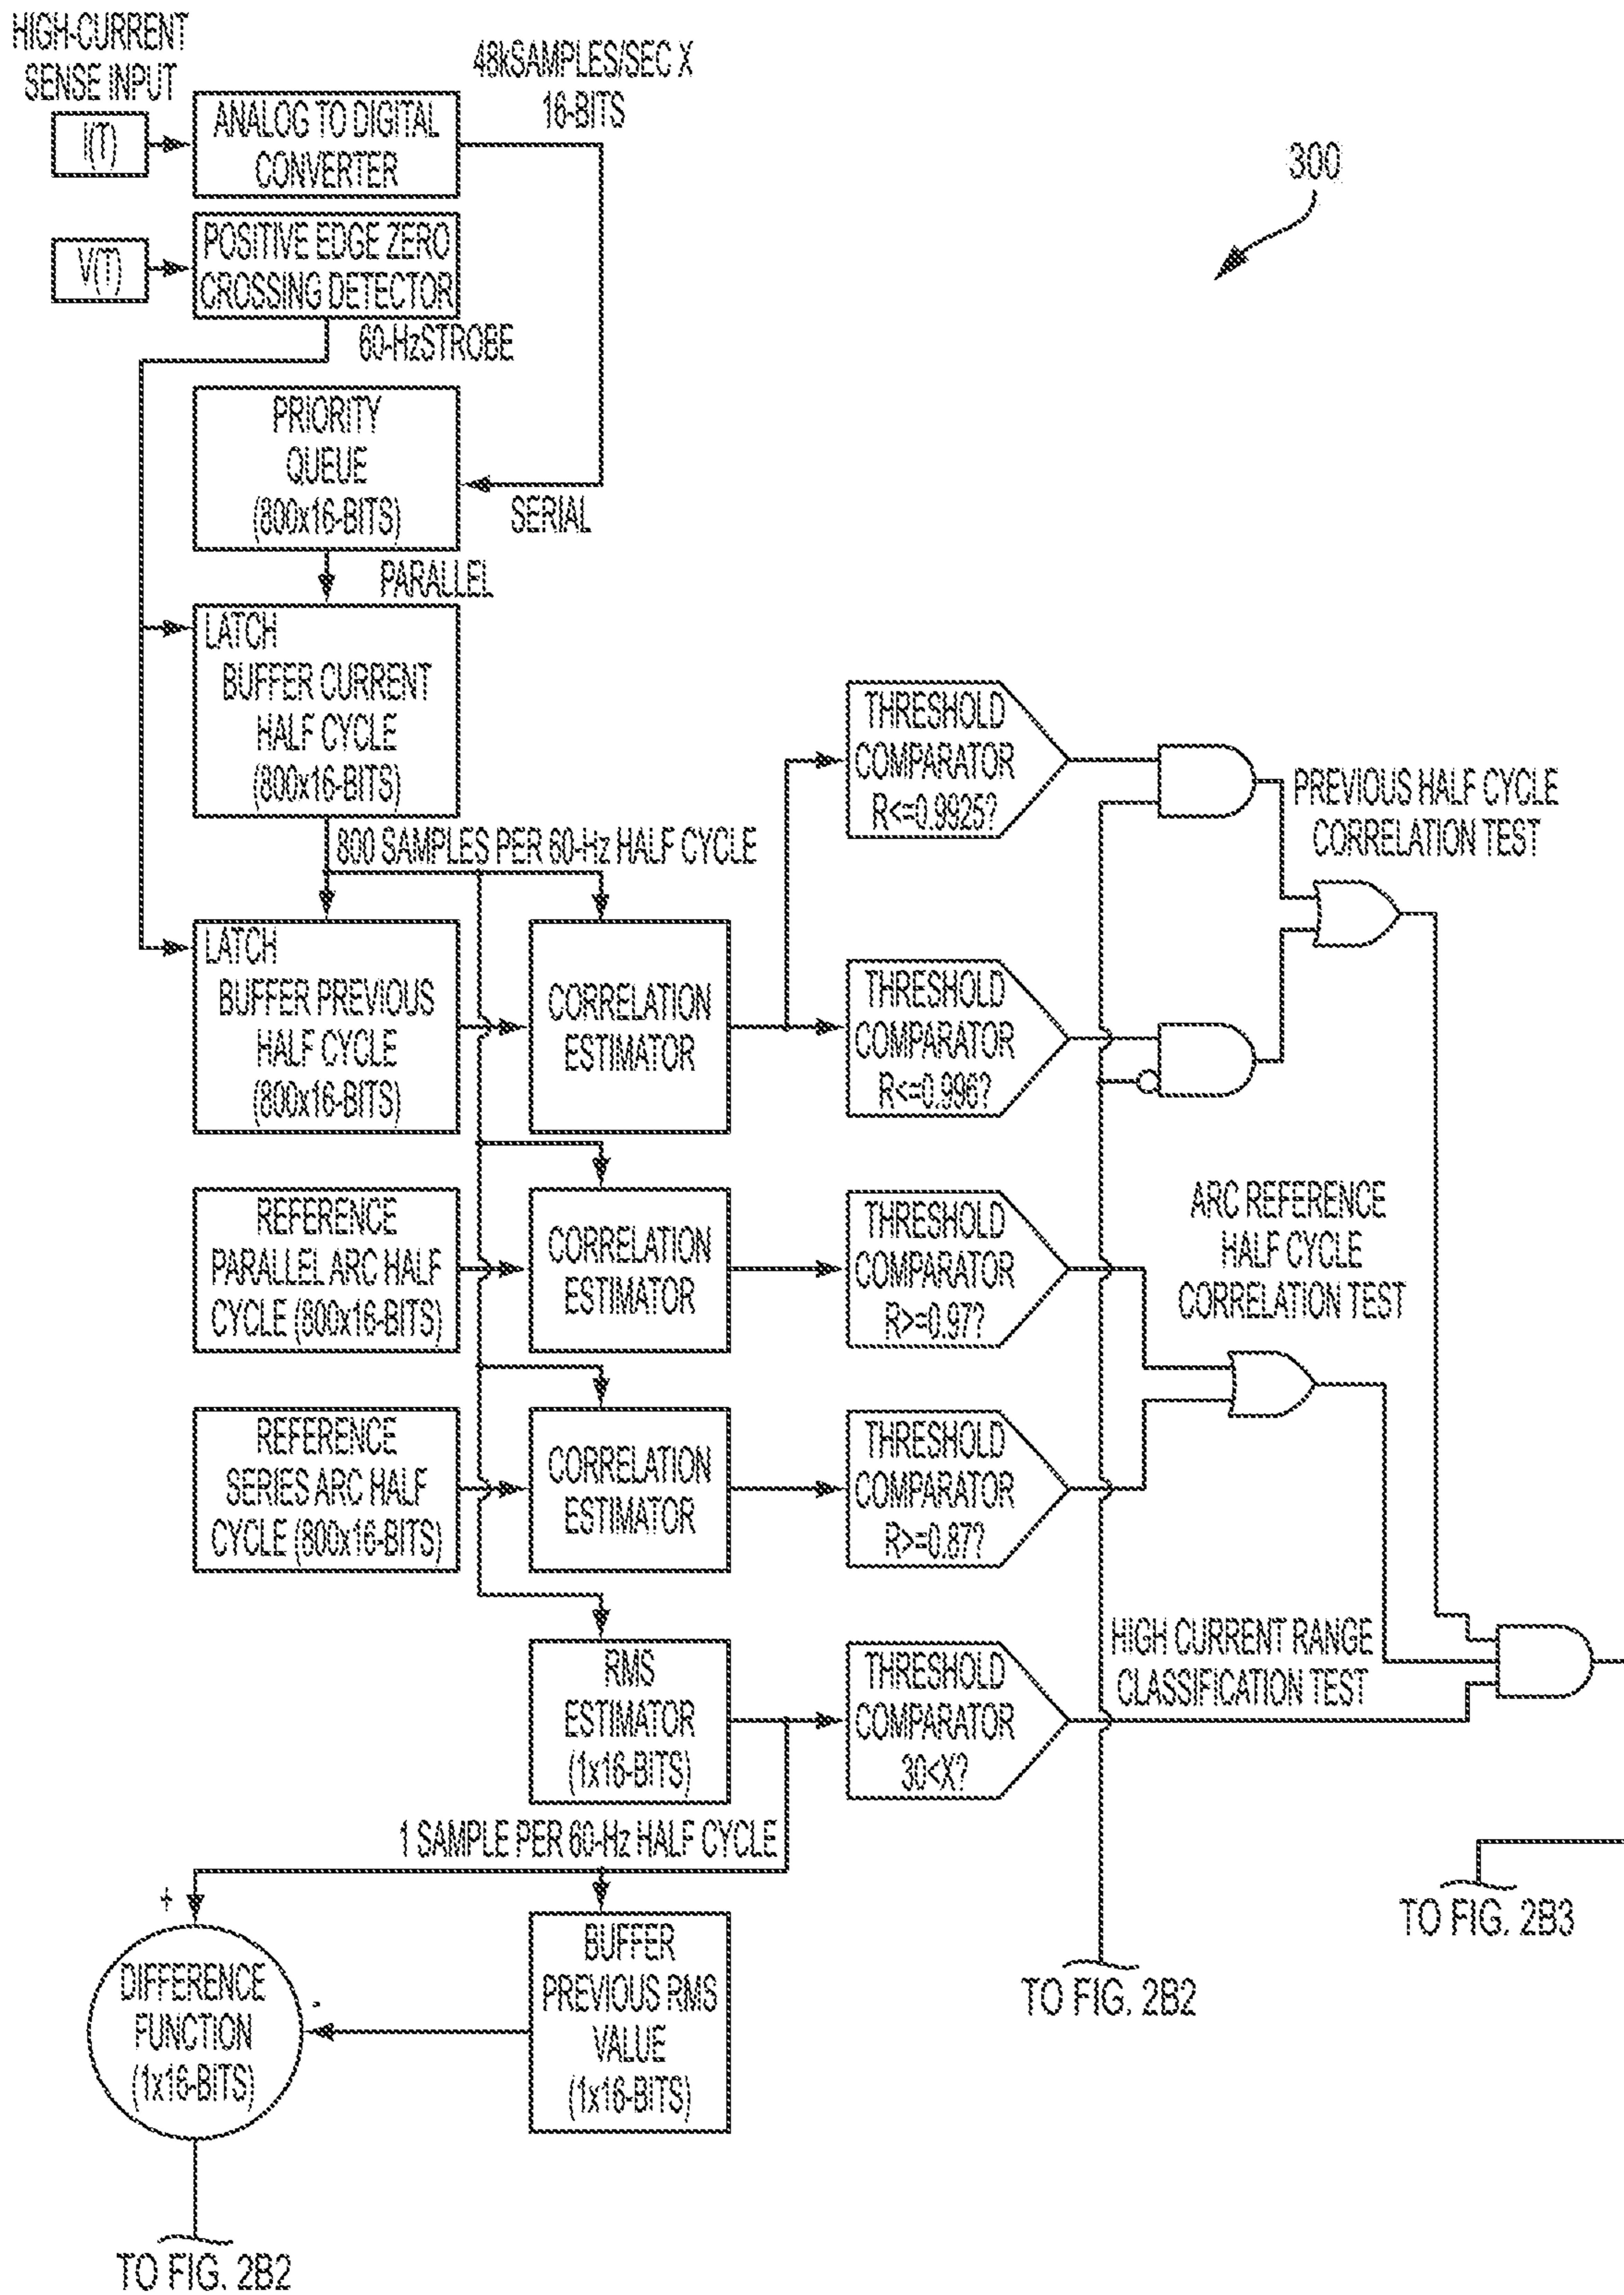 HIGH-CURRENT
SENSE INPUT
I(T)
ANALOG TO DIGITAL
CONVERTER
48kSAMPLES/SEC X
16-BITS
300
V(T)
POSITIVE EDGE ZERO
CROSSING DETECTOR
60-HzSTROBE
PRIORITY
QUEUE
(800x16-BITS)
SERIAL
PARALLEL
LATCH
BUFFER CURRENT
HALF CYCLE
(800x16-BITS)
800 SAMPLES PER 60-Hz HALF CYCLE
LATCH
BUFFER PREVIOUS
HALF CYCLE
(800x16-BITS)
CORRELATION
ESTIMATOR
THRESHOLD
COMPARATOR
R<=0.9925?
THRESHOLD
COMPARATOR
R<=0.996?
PREVIOUS HALF CYCLE
CORRELATION TEST
REFERENCE
PARALLEL ARC HALF
CYCLE (800x16-BITS)
CORRELATION
ESTIMATOR
THRESHOLD
COMPARATOR
R>=0.97?
ARC REFERENCE
HALF CYCLE
CORRELATION TEST
REFERENCE
SERIES ARC HALF
CYCLE (800x16-BITS)
CORRELATION
ESTIMATOR
THRESHOLD
COMPARATOR
R>=0.87?
RMS
ESTIMATOR
(1x16-BITS)
THRESHOLD
COMPARATOR
30<X?
HIGH CURRENT RANGE
CLASSIFICATION TEST
1 SAMPLE PER 60-Hz HALF CYCLE
+
DIFFERENCE
FUNCTION
(1x16-BITS)
-
BUFFER
PREVIOUS RMS
VALUE
(1x16-BITS)
TO FIG. 2B3
TO FIG. 2B2
TO FIG. 2B2